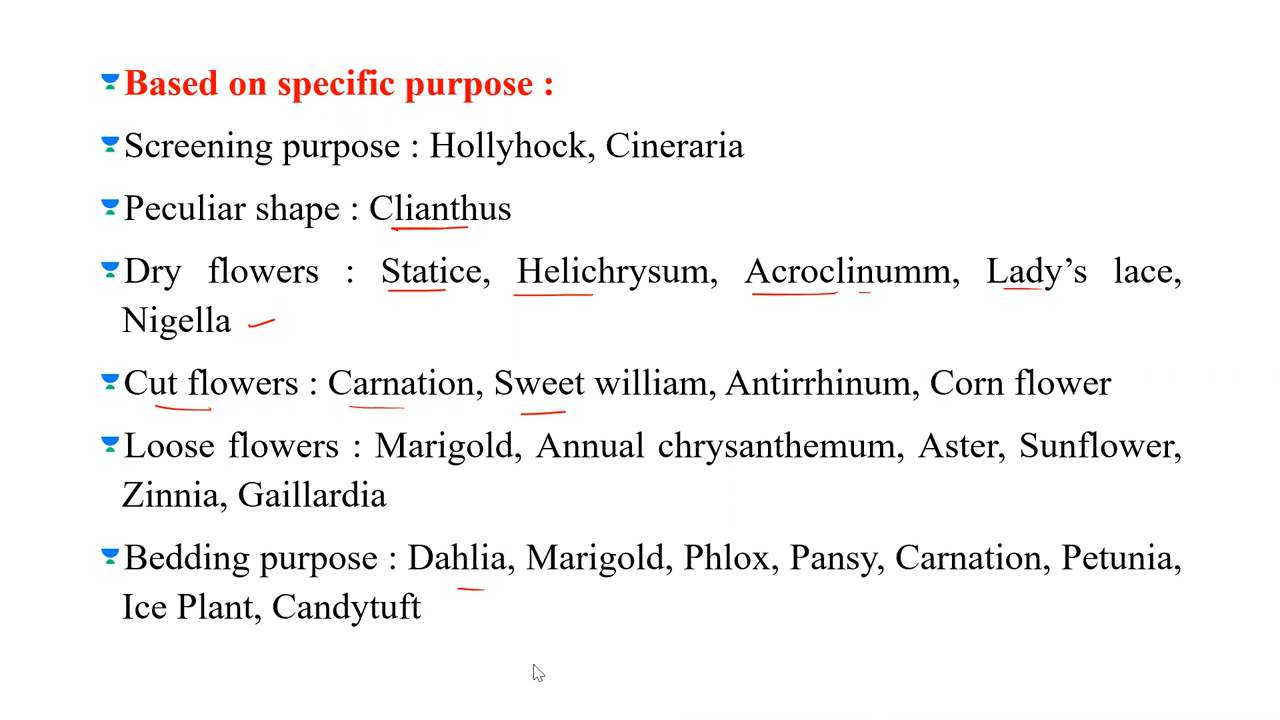 Based on specific purpose :
Screening purpose : Hollyhock, Cineraria
Peculiar shape : Clianthus
Dry flowers : Statice, Helichrysum, Acroclinumm, Lady’s lace,
Nigella
Cut flowers : Carnation, Sweet william, Antirrhinum, Corn flower
Loose flowers : Marigold, Annual chrysanthemum, Aster, Sunflower,
Zinnia, Gaillardia
Bedding purpose : Dahlia, Marigold, Phlox, Pansy, Carnation, Petunia,
Ice Plant, Candytuft